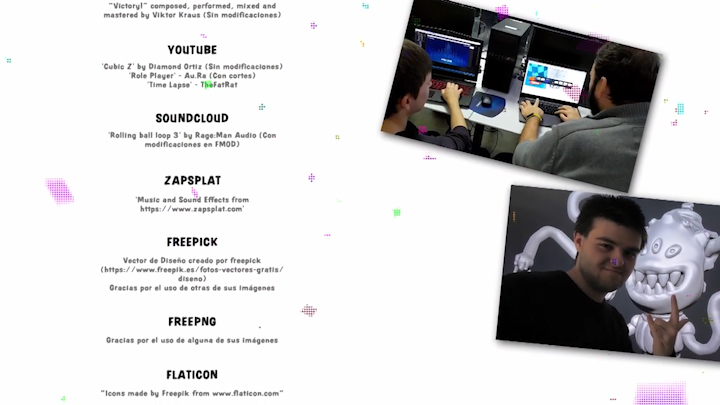 "Victory!" composed, performed, mixed and
mastered by Viktor Kraus (Sin modificaciones)
YOUTUBE
'Cubic Z' by Diamond Ortiz (Sin modificaciones)
'Role Player' - Au.Ra (Con cortes)
'Time Lapse' - TheFatRat
SOUNDCLOUD
'Rolling ball loop 3' by Rage:Man Audio (Con
modificaciones en FMOD)
ZAPSPLAT
'Music and Sound Effects from
https://www.zapsplat.com'
FREEPICK
Vector de Diseño creado por freepick
(https://www.freepik.es/fotos-vectores-gratis/
diseno)
Gracias por el uso de otras de sus imágenes
FREEPNG
Gracias por el uso de alguna de sus imágenes
FLATICON
"Icons made by Freepik from www.flaticon.com"